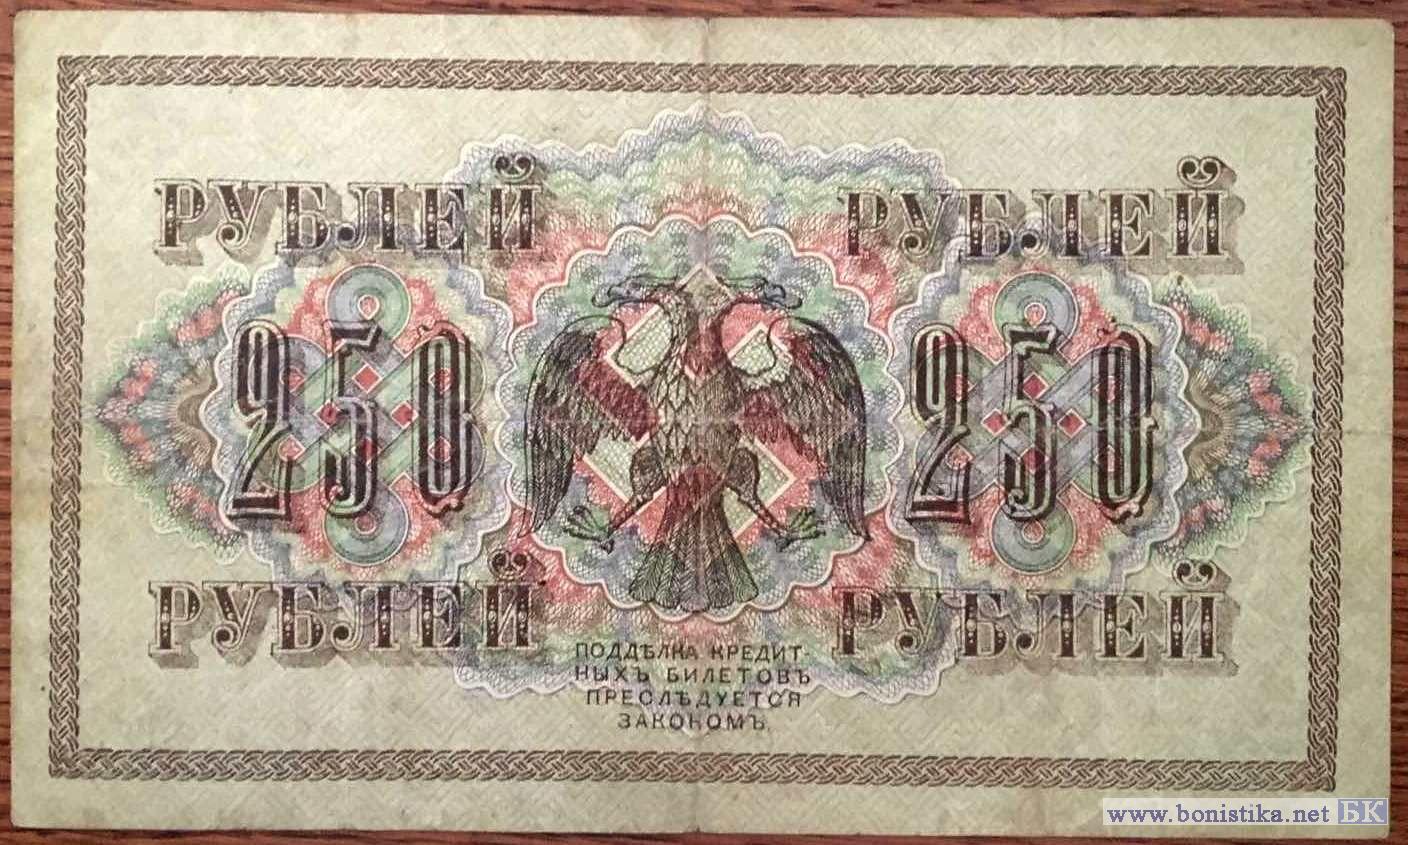 РУБЛЕЙ РУБЛЕЙ
250 250
РУБЛЕЙ РУБЛЕЙ
ПОДДѢЛКА КРЕДИТ-
НЫХЪ БИЛЕТОВЪ
ПРЕСЛѢДУЕТСЯ
ЗАКОНОМЪ.
www.bonistika.net БК